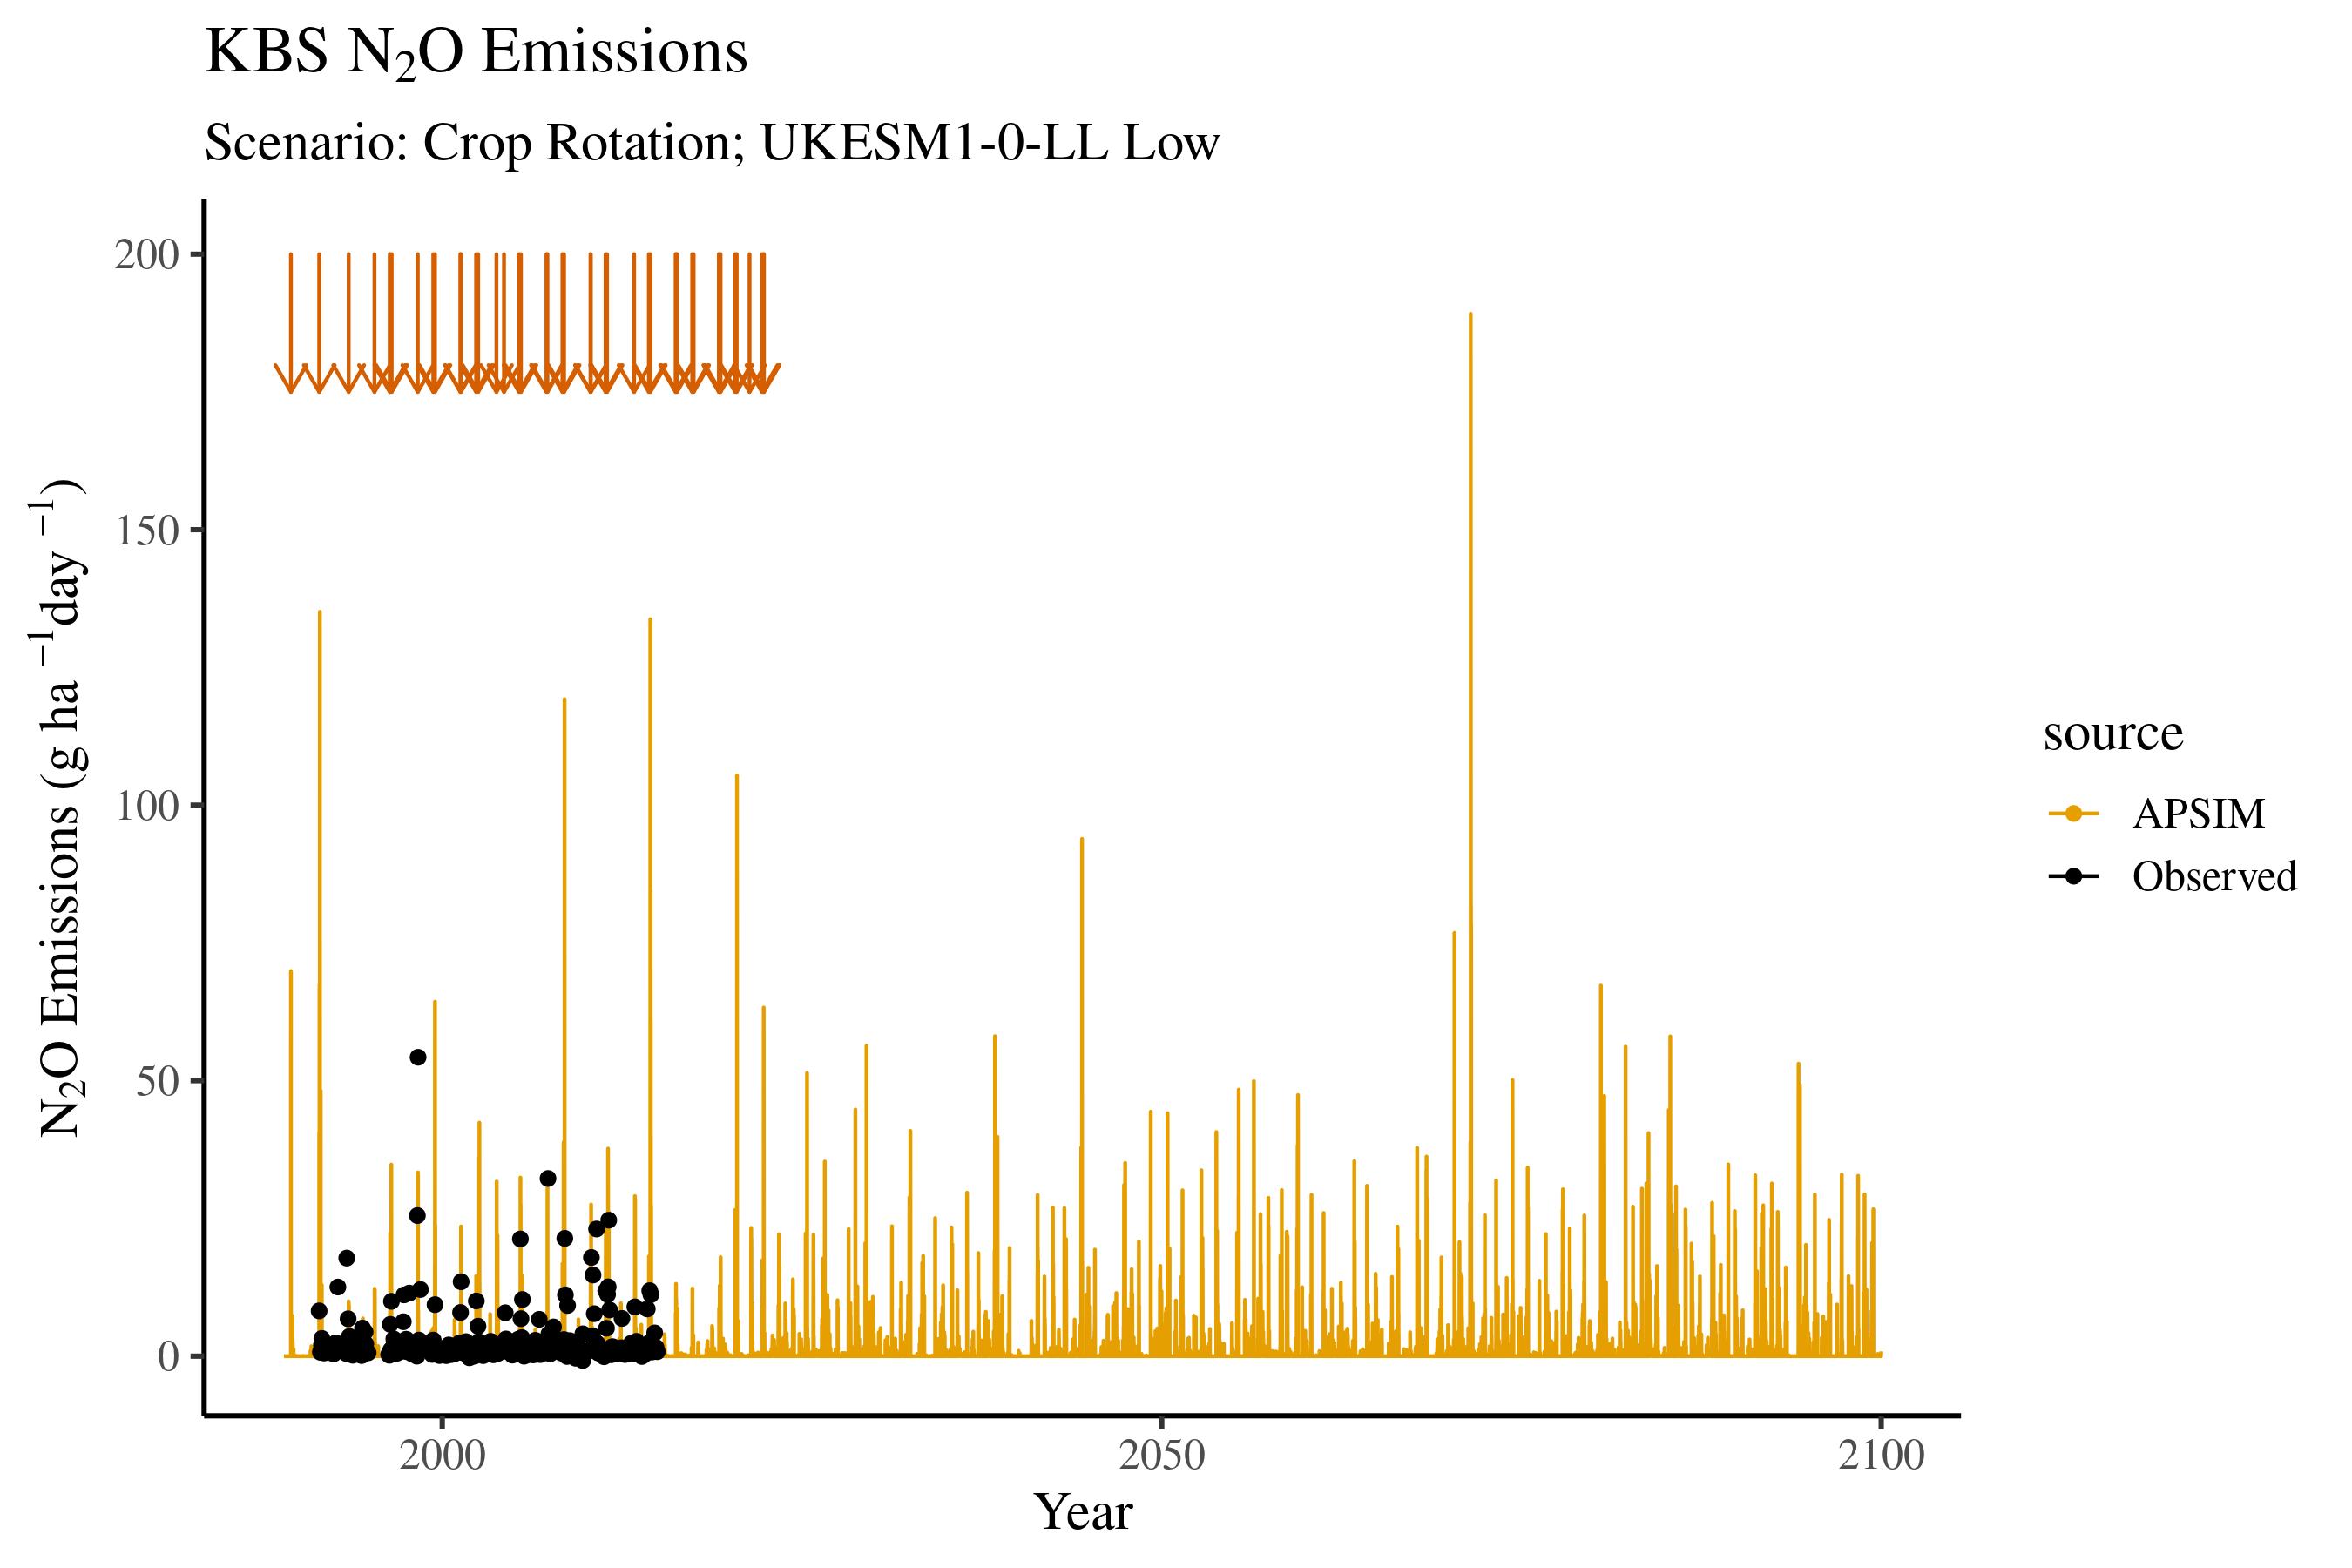 KBS N₂O Emissions
Scenario: Crop Rotation; UKESM1-0-LL Low
N₂O Emissions (g ha ⁻¹day ⁻¹)
200
150
100
50
0
2000
2050
2100
Year
source
APSIM
Observed